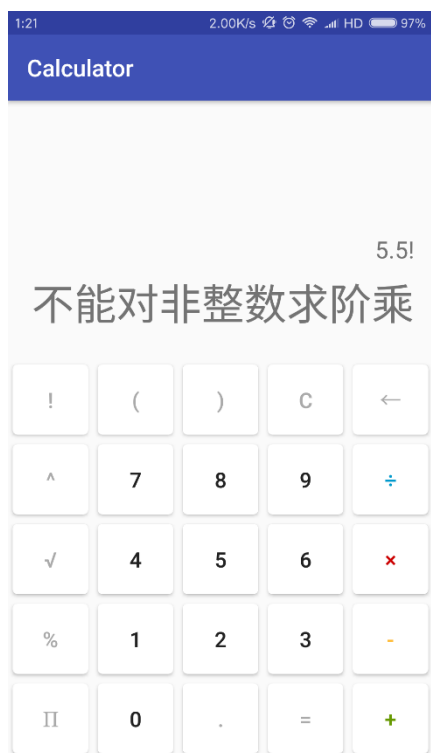 1:21 2.00K/s HD 97%
Calculator
5.5!
不能对非整数求阶乘
! ( ) C ←
^ 7 8 9 ÷
√ 4 5 6 ×
% 1 2 3 -
Π 0 . = +